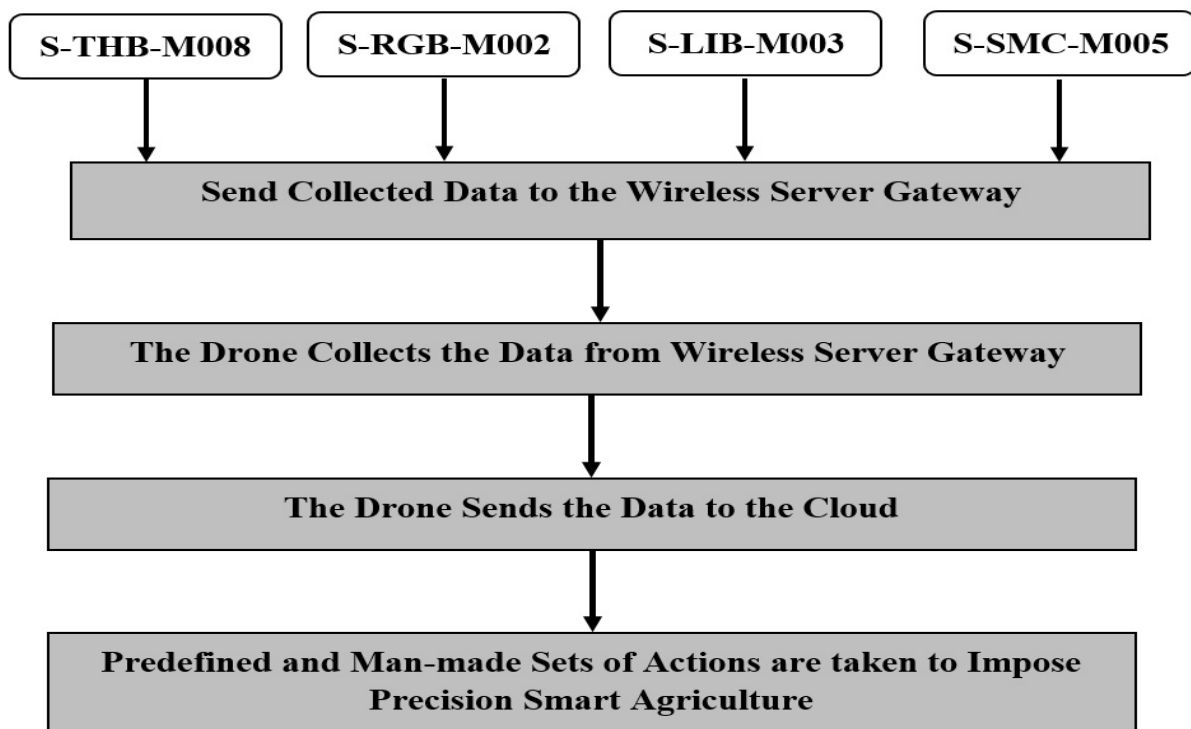 S-THB-M008
S-RGB-M002
S-LIB-M003
S-SMC-M005
Send Collected Data to the Wireless Server Gateway
The Drone Collects the Data from Wireless Server Gateway
The Drone Sends the Data to the Cloud
Predefined and Man-made Sets of Actions are taken to Impose
Precision Smart Agriculture